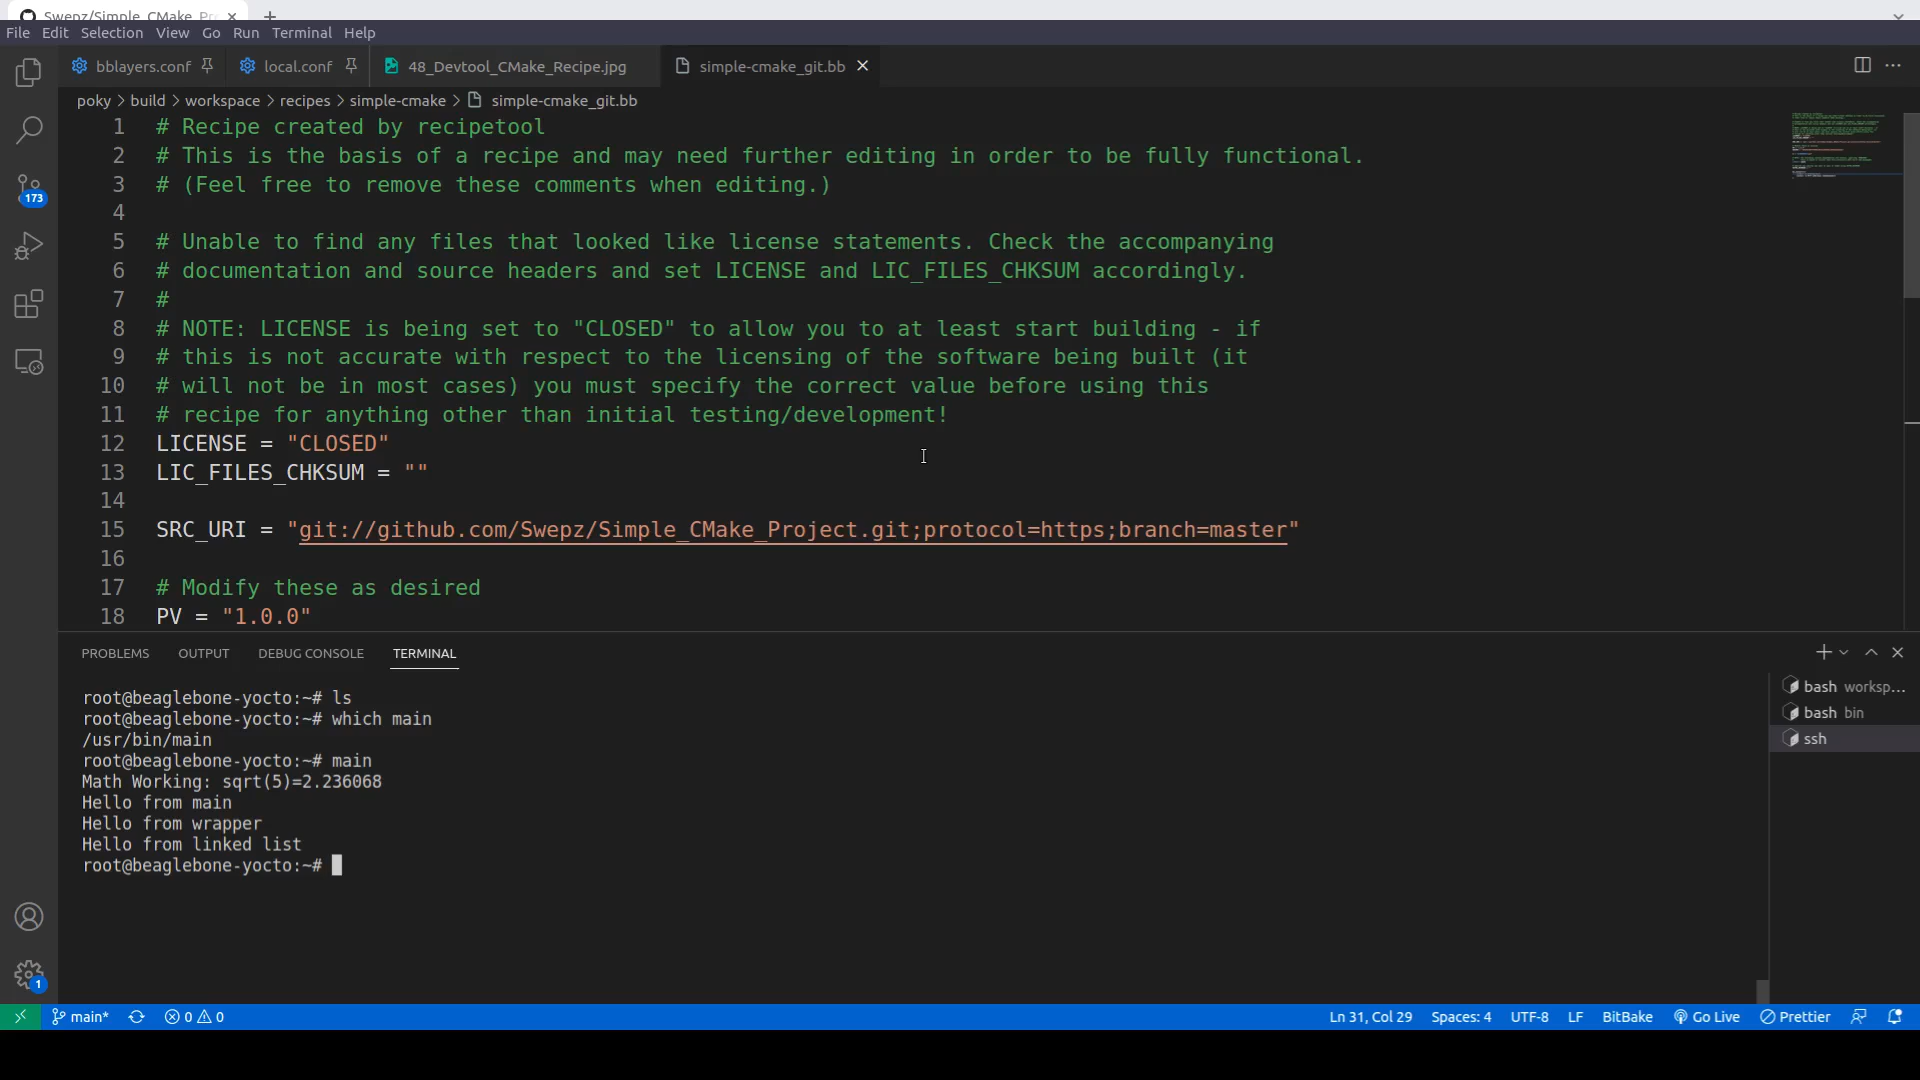 Swepz/Simple_CMake_Pr
File Edit Selection View Go Run Terminal Help
bblayers.conf local.conf 48_Devtool_CMake_Recipe.jpg simple-cmake_git.bb
poky > build > workspace > recipes > simple-cmake > simple-cmake_git.bb
1 # Recipe created by recipetool
2 # This is the basis of a recipe and may need further editing in order to be fully functional.
3 # (Feel free to remove these comments when editing.)
4
5 # Unable to find any files that looked like license statements. Check the accompanying
6 # documentation and source headers and set LICENSE and LIC_FILES_CHKSUM accordingly.
7 #
8 # NOTE: LICENSE is being set to "CLOSED" to allow you to at least start building - if
9 # this is not accurate with respect to the licensing of the software being built (it
10 # will not be in most cases) you must specify the correct value before using this
11 # recipe for anything other than initial testing/development!
12 LICENSE = "CLOSED"
13 LIC_FILES_CHKSUM = ""
14
15 SRC_URI = "git://github.com/Swepz/Simple_CMake_Project.git;protocol=https;branch=master"
16
17 # Modify these as desired
18 PV = "1.0.0"
173
PROBLEMS OUTPUT DEBUG CONSOLE TERMINAL
root@beaglebone-yocto:~# ls
root@beaglebone-yocto:~# which main
/usr/bin/main
root@beaglebone-yocto:~# main
Math Working: sqrt(5)=2.236068
Hello from main
Hello from wrapper
Hello from linked list
root@beaglebone-yocto:~#
bash worksp...
bash bin
ssh
1
main* 0 0 Ln 31, Col 29 Spaces: 4 UTF-8 LF BitBake Go Live Prettier